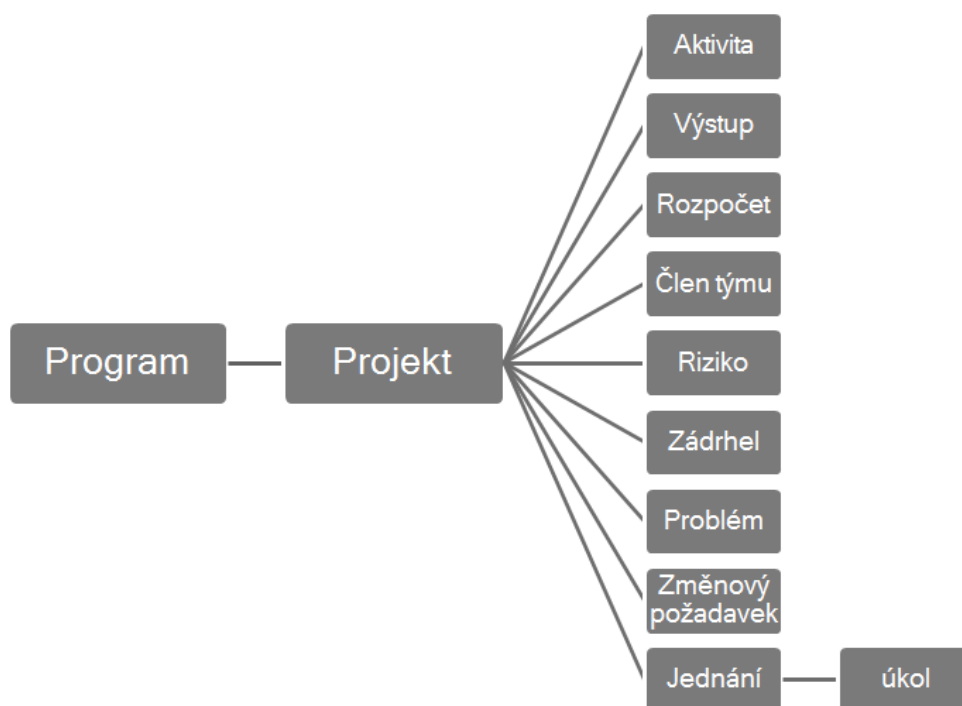 Program
Projekt
Aktivita
Výstup
Rozpočet
Člen týmu
Riziko
Zádrhel
Problém
Změnový
požadavek
Jednání
úkol